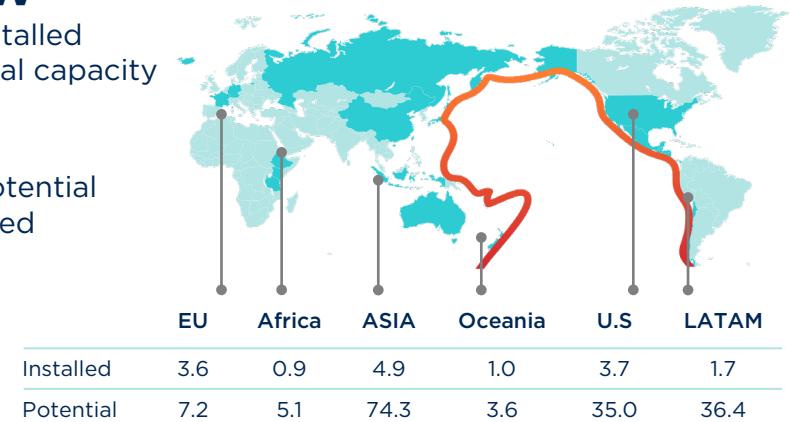 W
talled
al capacity
otential
ed
EU Africa ASIA Oceania U.S LATAM
Installed 3.6 0.9 4.9 1.0 3.7 1.7
Potential 7.2 5.1 74.3 3.6 35.0 36.4